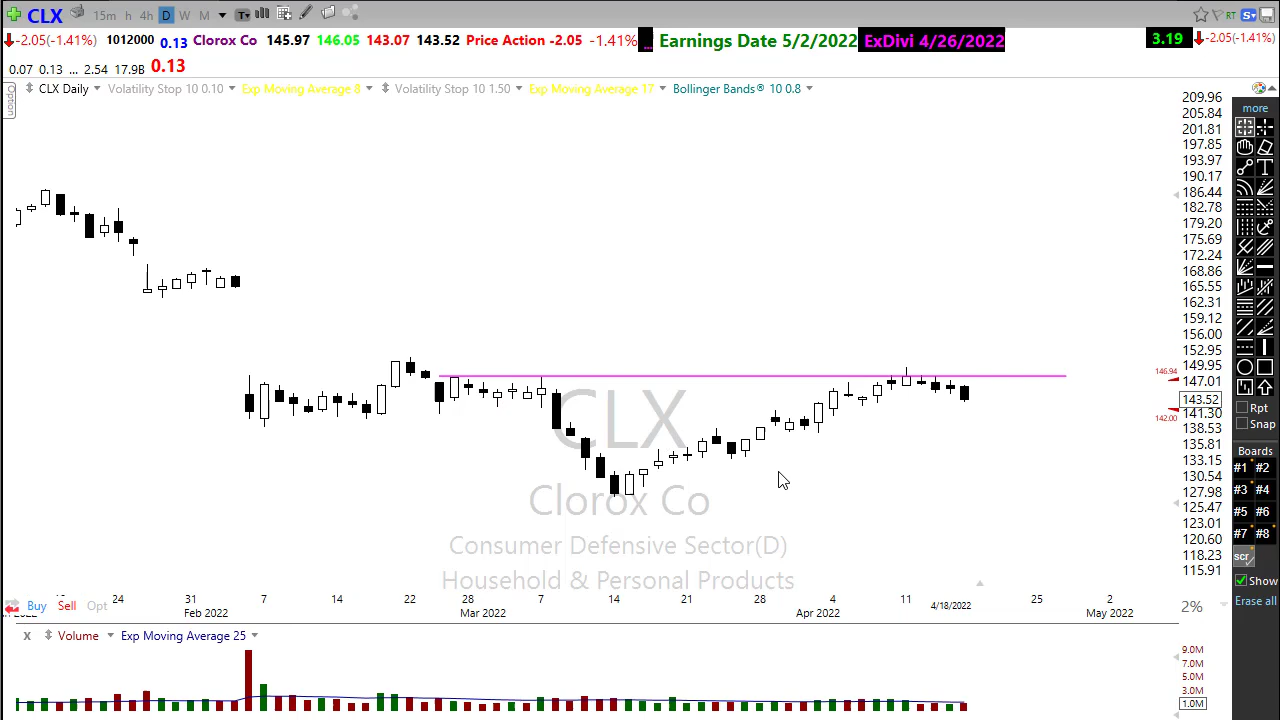 CLX 15m h 4h D W M T RT S
-2.05(-1.41%) 1012000 0.13 Clorox Co 145.97 146.05 143.07 143.52 Price Action -2.05 -1.41% ... Earnings Date 5/2/2022 ExDivi 4/26/2022 3.19 -2.05(-1.41%)
0.07 0.13 ... 2.54 17.9B 0.13
Option
CLX Daily Volatility Stop 10 0.10 Exp Moving Average 8 Volatility Stop 10 1.50 Exp Moving Average 17 Bollinger Bands® 10 0.8
209.96
205.84
201.81
197.85
193.97
190.17
186.44
182.78
179.20
175.69
172.24
168.86
165.55
162.31
159.12
156.00
152.95
149.95
146.94
147.01
143.52
142.00
141.30
138.53
135.81
133.15
130.54
127.98
125.47
123.01
120.60
118.23
115.91
more
T
Rpt
Snap
Boards
#1 #2
#3 #4
#5 #6
#7 #8
scr
Show
Erase all
CLX
Clorox Co
Consumer Defensive Sector(D)
Household & Personal Products
Buy Sell Opt
24 31 7 14 22 28 7 14 21 28 4 11 4/18/2022 25 2
2022 Feb 2022 Mar 2022 Apr 2022 May 2022
2%
X Volume Exp Moving Average 25
9.0M
7.0M
5.0M
3.0M
1.0M